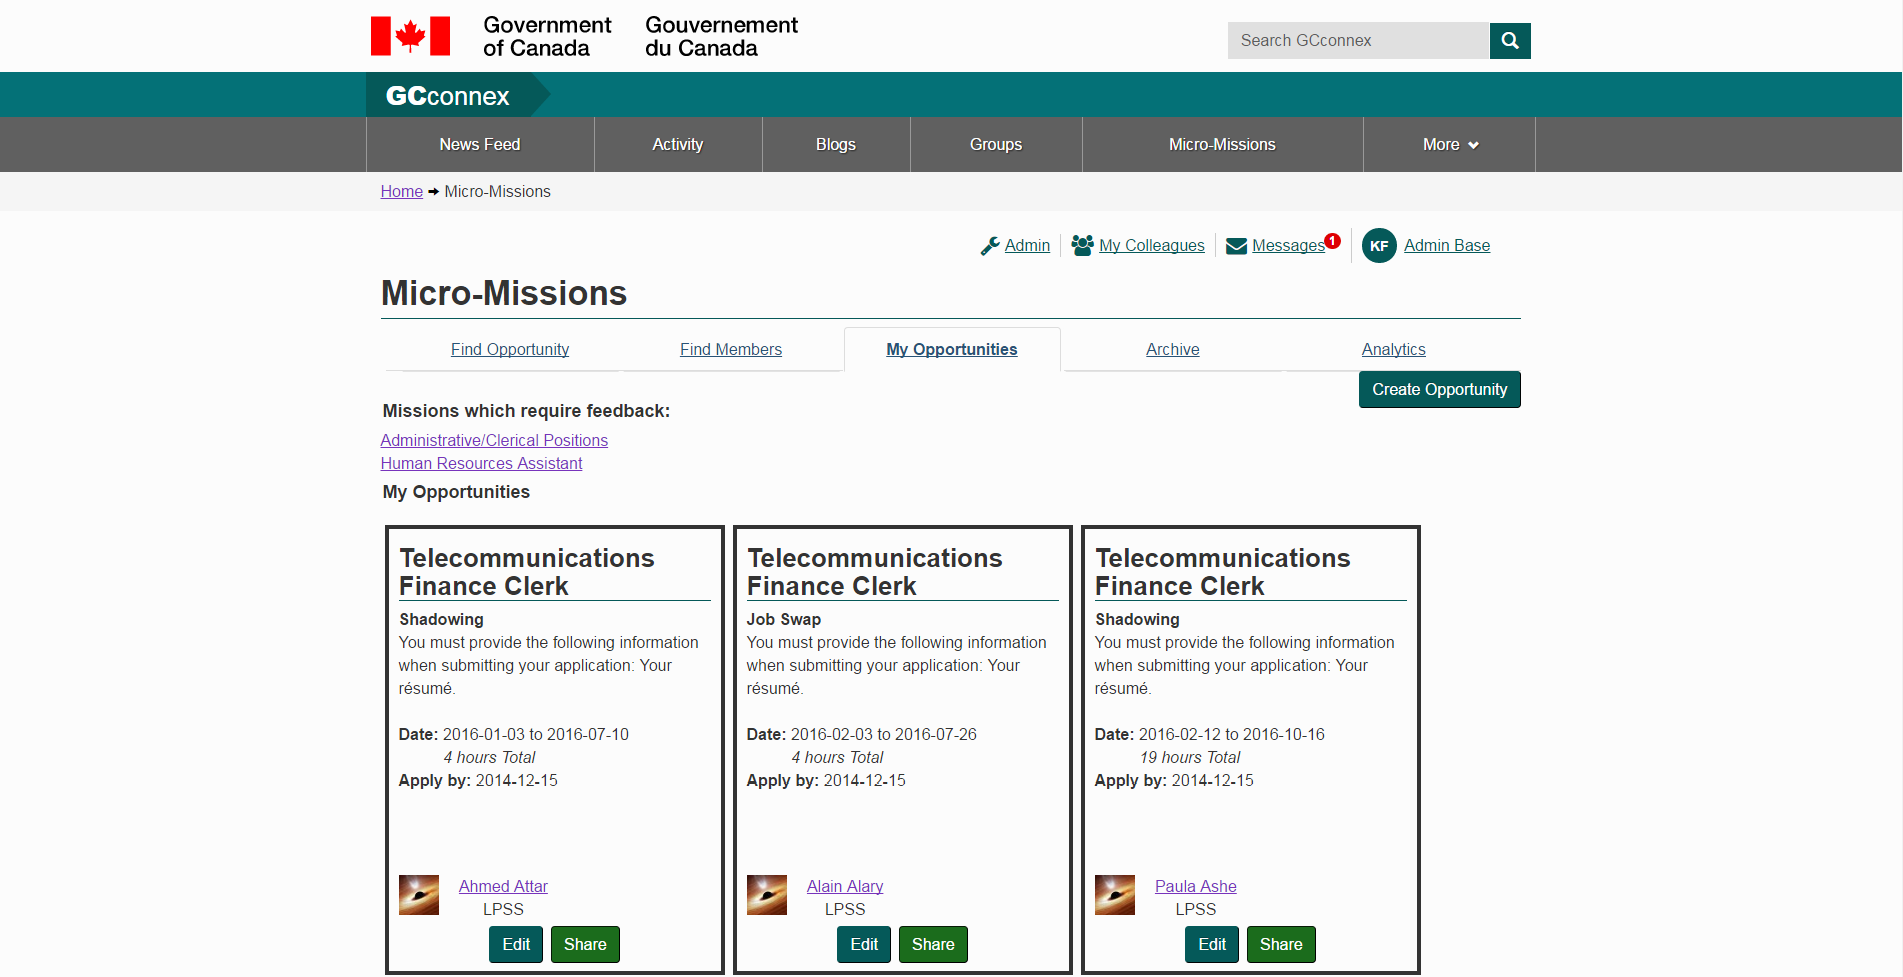 Government of Canada
Gouvernement du Canada
Search GCconnex
GCconnex
News Feed
Activity
Blogs
Groups
Micro-Missions
More
Home ➔ Micro-Missions
Admin
My Colleagues
Messages 1
KF
Admin Base
Micro-Missions
Find Opportunity
Find Members
My Opportunities
Archive
Analytics
Create Opportunity
Missions which require feedback:
Administrative/Clerical Positions
Human Resources Assistant
My Opportunities
Telecommunications
Finance Clerk
Shadowing
You must provide the following information
when submitting your application: Your
résumé.
Date: 2016-01-03 to 2016-07-10
4 hours Total
Apply by: 2014-12-15
Ahmed Attar
LPSS
Edit
Share
Telecommunications
Finance Clerk
Job Swap
You must provide the following information
when submitting your application: Your
résumé.
Date: 2016-02-03 to 2016-07-26
4 hours Total
Apply by: 2014-12-15
Alain Alary
LPSS
Edit
Share
Telecommunications
Finance Clerk
Shadowing
You must provide the following information
when submitting your application: Your
résumé.
Date: 2016-02-12 to 2016-10-16
19 hours Total
Apply by: 2014-12-15
Paula Ashe
LPSS
Edit
Share